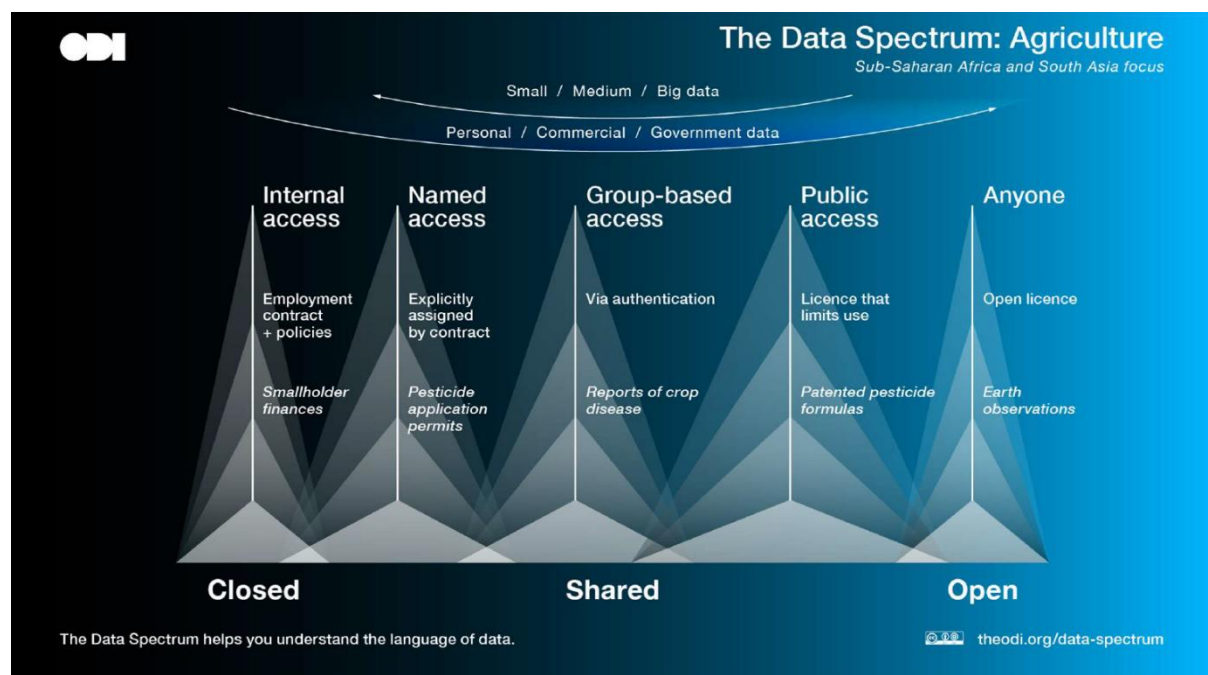 ODI
The Data Spectrum: Agriculture
Sub-Saharan Africa and South Asia focus
Small / Medium / Big data
Personal / Commercial / Government data
Internal
access
Employment
contract
+ policies
Smallholder
finances
Named
access
Explicitly
assigned
by contract
Pesticide
application
permits
Group-based
access
Via authentication
Reports of crop
disease
Public
access
Licence that
limits use
Patented pesticide
formulas
Anyone
Open licence
Earth
observations
Closed
Shared
Open
The Data Spectrum helps you understand the language of data.
theodi.org/data-spectrum